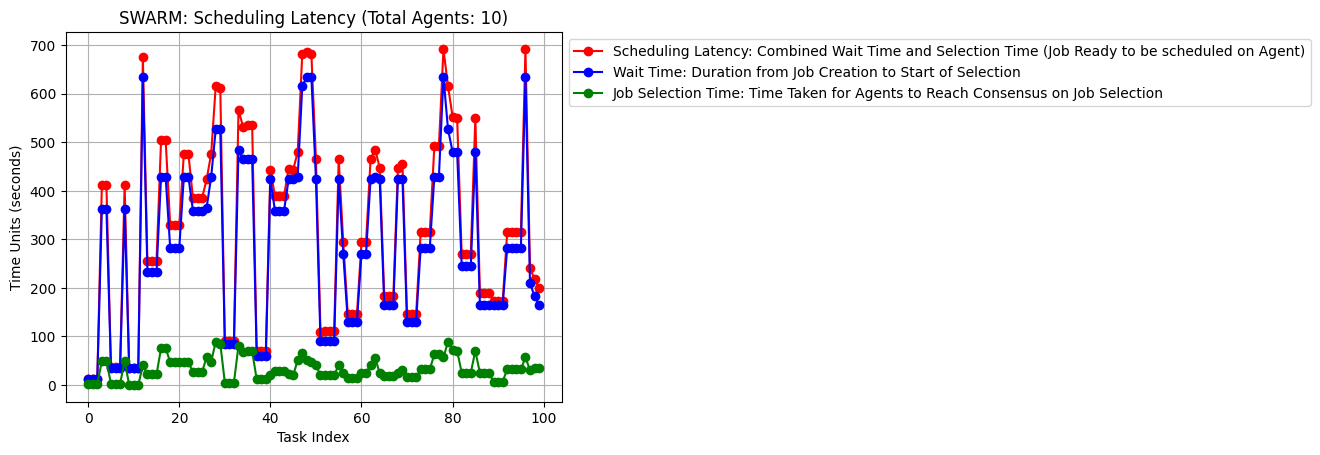 SWARM: Scheduling Latency (Total Agents: 10)
Scheduling Latency: Combined Wait Time and Selection Time (Job Ready to be scheduled on Agent)
Wait Time: Duration from Job Creation to Start of Selection
Job Selection Time: Time Taken for Agents to Reach Consensus on Job Selection
Time Units (seconds)
700
600
500
400
300
200
100
0
0 20 40 60 80 100
Task Index